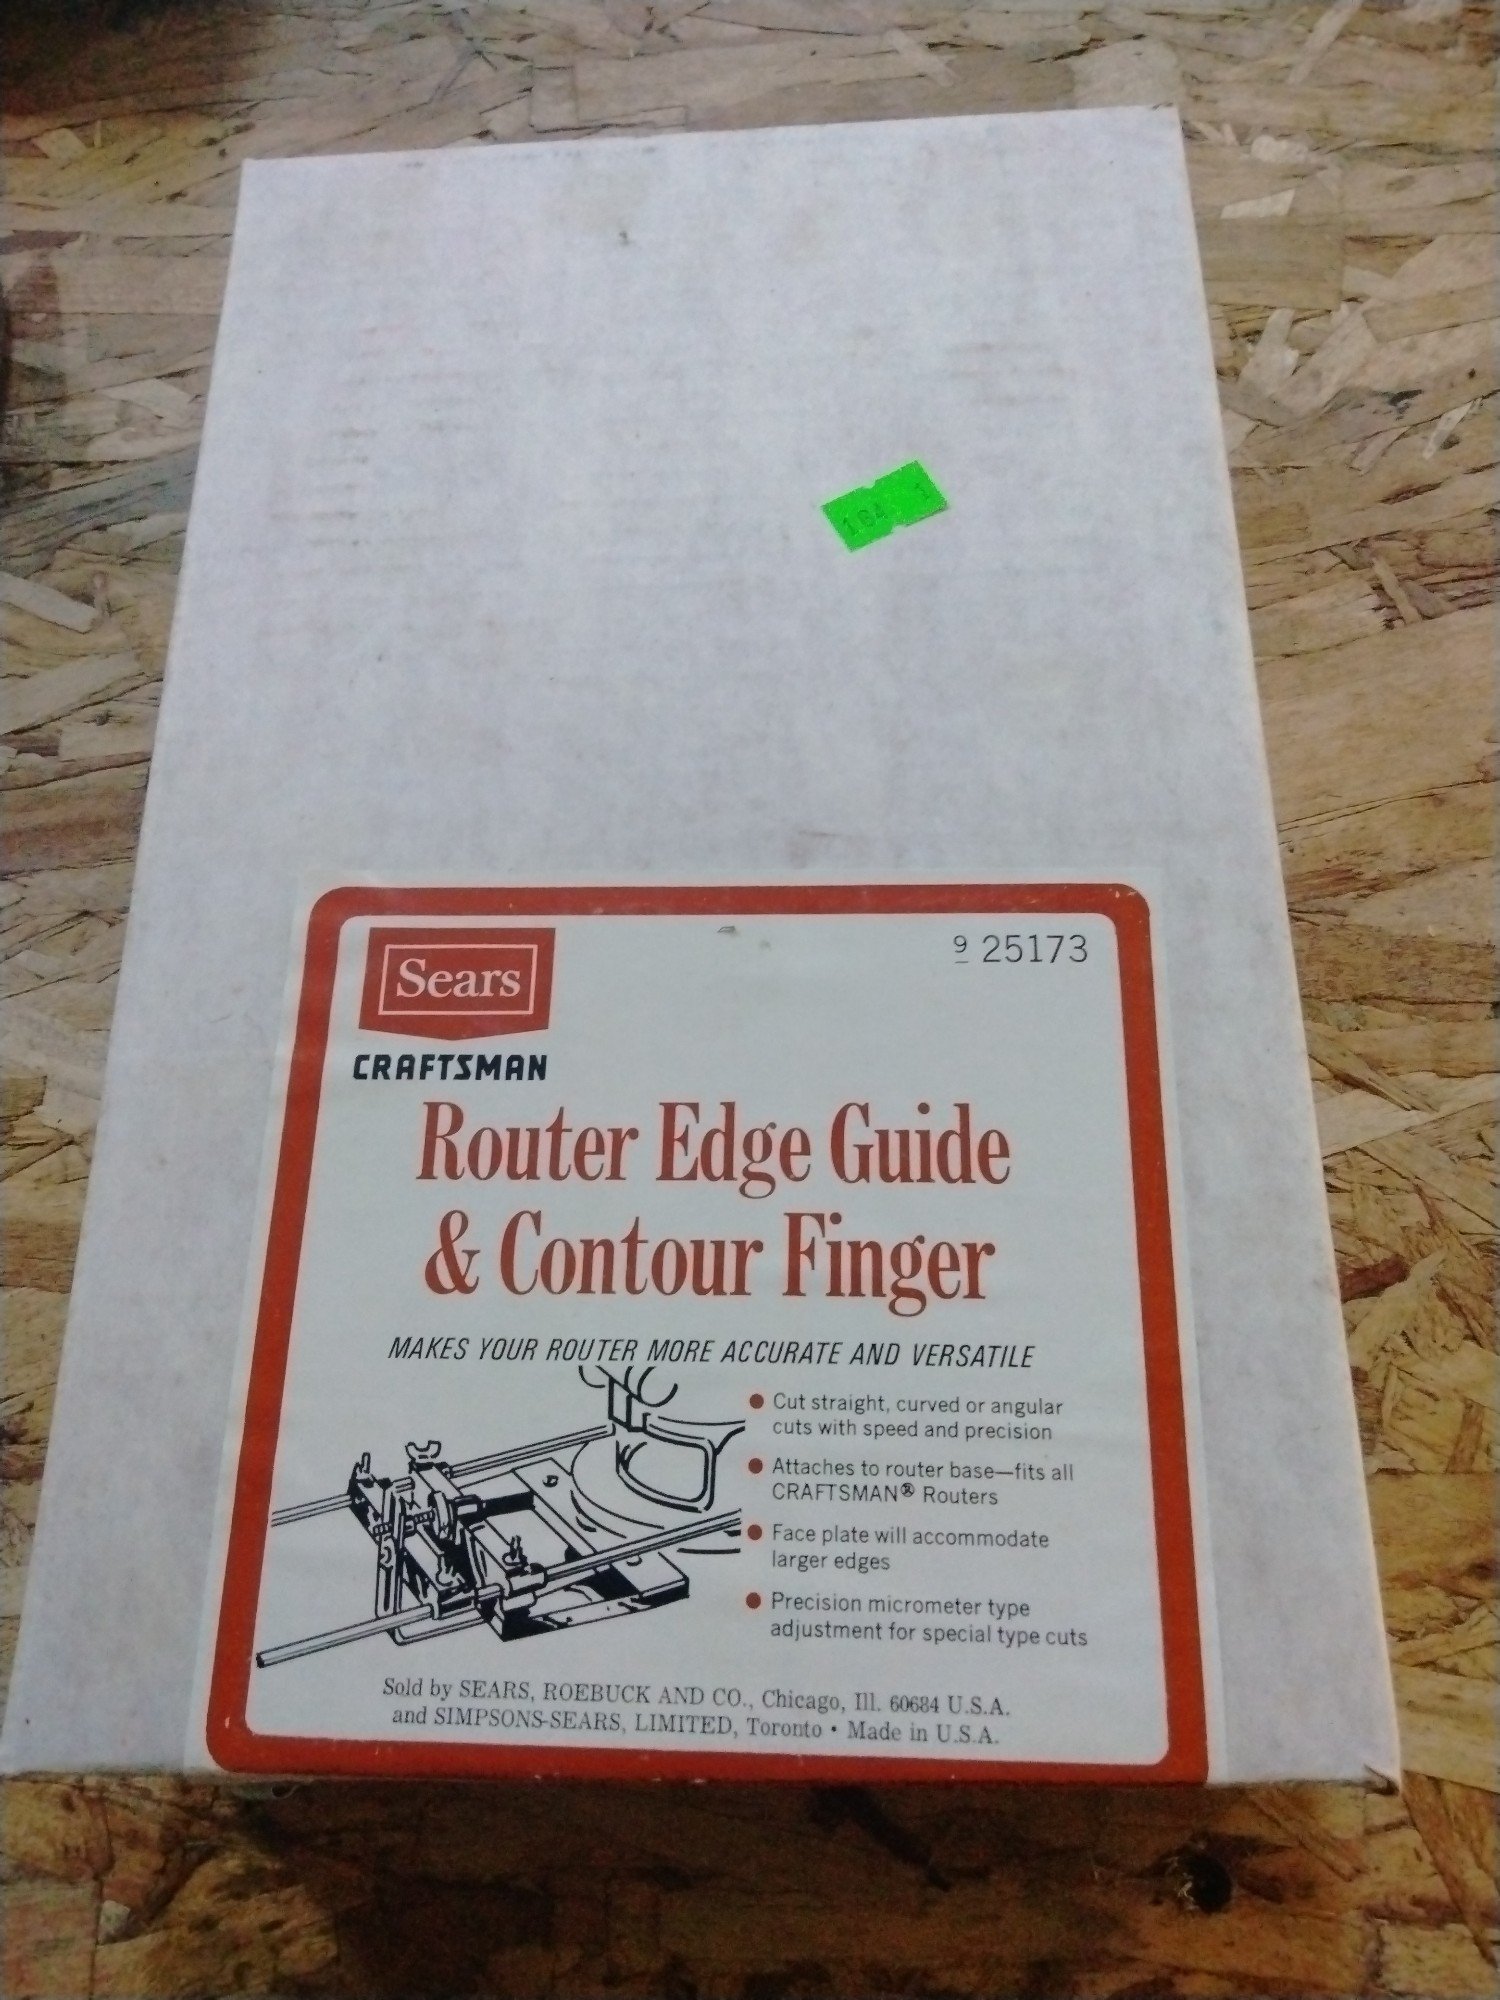 184 1
Sears
9 25173
CRAFTSMAN
Router Edge Guide
& Contour Finger
MAKES YOUR ROUTER MORE ACCURATE AND VERSATILE
● Cut straight, curved or angular
cuts with speed and precision
● Attaches to router base—fits all
CRAFTSMAN® Routers
● Face plate will accommodate
larger edges
● Precision micrometer type
adjustment for special type cuts
Sold by SEARS, ROEBUCK AND CO., Chicago, Ill. 60684 U.S.A.
and SIMPSONS-SEARS, LIMITED, Toronto • Made in U.S.A.